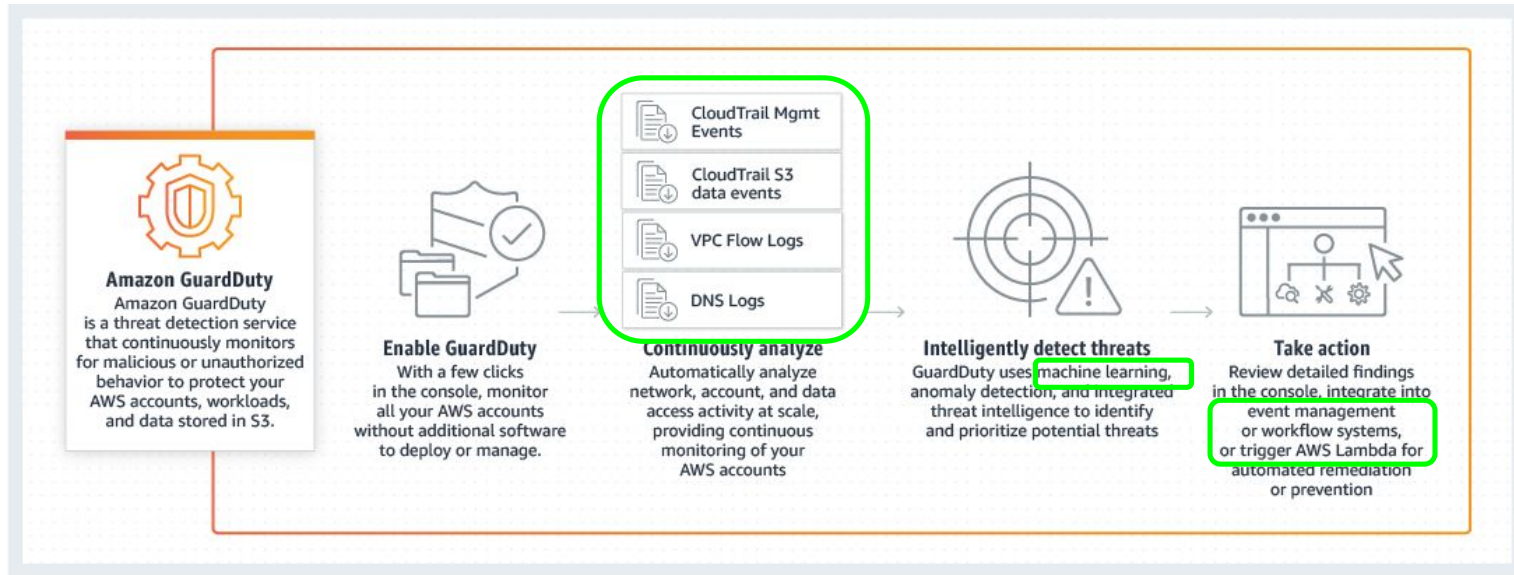 Amazon GuardDuty
Amazon GuardDuty
is a threat detection service
that continuously monitors
for malicious or unauthorized
behavior to protect your
AWS accounts, workloads,
and data stored in S3.
Enable GuardDuty
With a few clicks
in the console, monitor
all your AWS accounts
without additional software
to deploy or manage.
CloudTrail Mgmt
Events
CloudTrail S3
data events
VPC Flow Logs
DNS Logs
Continuously analyze
Automatically analyze
network, account, and data
access activity at scale,
providing continuous
monitoring of your
AWS accounts
Intelligently detect threats
GuardDuty uses machine learning,
anomaly detection, and integrated
threat intelligence to identify
and prioritize potential threats
Take action
Review detailed findings
in the console, integrate into
event management
or workflow systems,
or trigger AWS Lambda for
automated remediation
or prevention